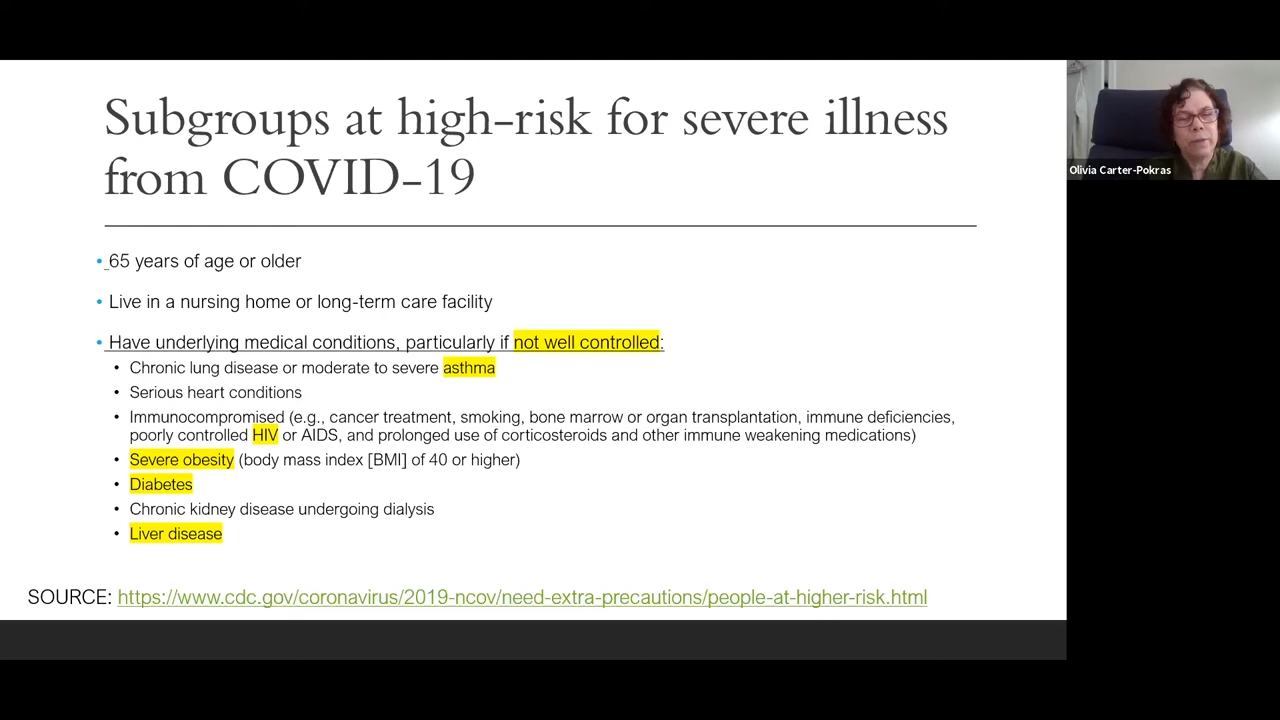 Subgroups at high-risk for severe illness
from COVID-19
• 65 years of age or older
• Live in a nursing home or long-term care facility
• Have underlying medical conditions, particularly if not well controlled:
• Chronic lung disease or moderate to severe asthma
• Serious heart conditions
• Immunocompromised (e.g., cancer treatment, smoking, bone marrow or organ transplantation, immune deficiencies,
poorly controlled HIV or AIDS, and prolonged use of corticosteroids and other immune weakening medications)
• Severe obesity (body mass index [BMI] of 40 or higher)
• Diabetes
• Chronic kidney disease undergoing dialysis
• Liver disease
SOURCE: https://www.cdc.gov/coronavirus/2019-ncov/need-extra-precautions/people-at-higher-risk.html
Olivia Carter-Pokras